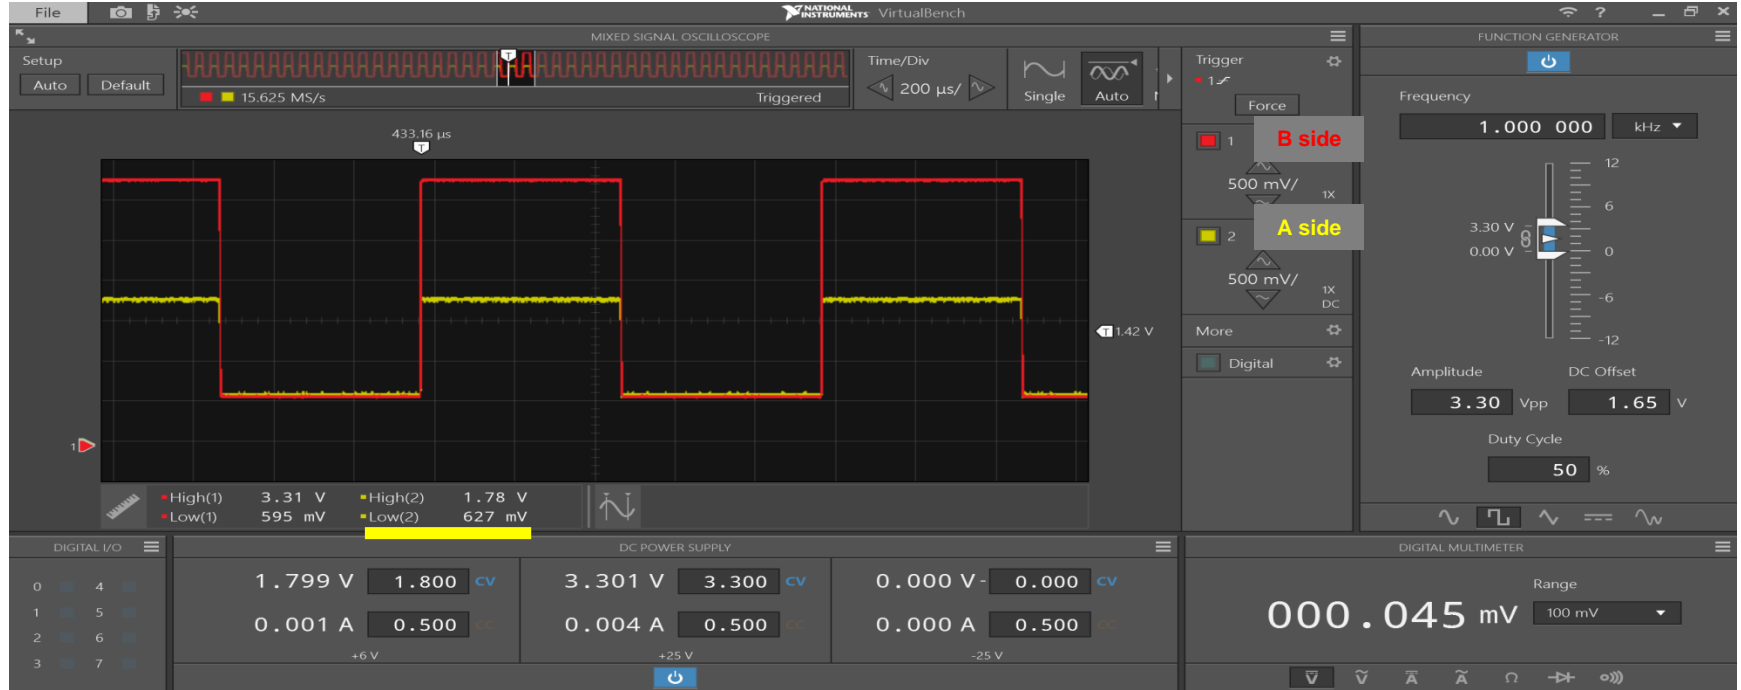 File
NATIONAL INSTRUMENTS VirtualBench
?
MIXED SIGNAL OSCILLOSCOPE
FUNCTION GENERATOR
Setup
Auto
Default
T
15.625 MS/s
Triggered
Time/Div
200 µs/
Single
Auto
Trigger
1
Force
Frequency
1.000 000
kHz
433.16 µs
T
1
B side
500 mV/
1X
2
A side
500 mV/
1X
DC
T 1.42 V
More
Digital
12
6
0
-6
-12
3.30 V
0.00 V
Amplitude
DC Offset
3.30 Vpp
1.65 V
Duty Cycle
50 %
1
High(1) 3.31 V
Low(1) 595 mV
High(2) 1.78 V
Low(2) 627 mV
DIGITAL I/O
0 4
1 5
2 6
3 7
DC POWER SUPPLY
1.799 V 1.800 CV
0.001 A 0.500 CC
+6 V
3.301 V 3.300 CV
0.004 A 0.500 CC
+25 V
0.000 V- 0.000 CV
0.000 A 0.500 CC
-25 V
DIGITAL MULTIMETER
000.045 mV
Range
100 mV
V
V
A
A
Ω